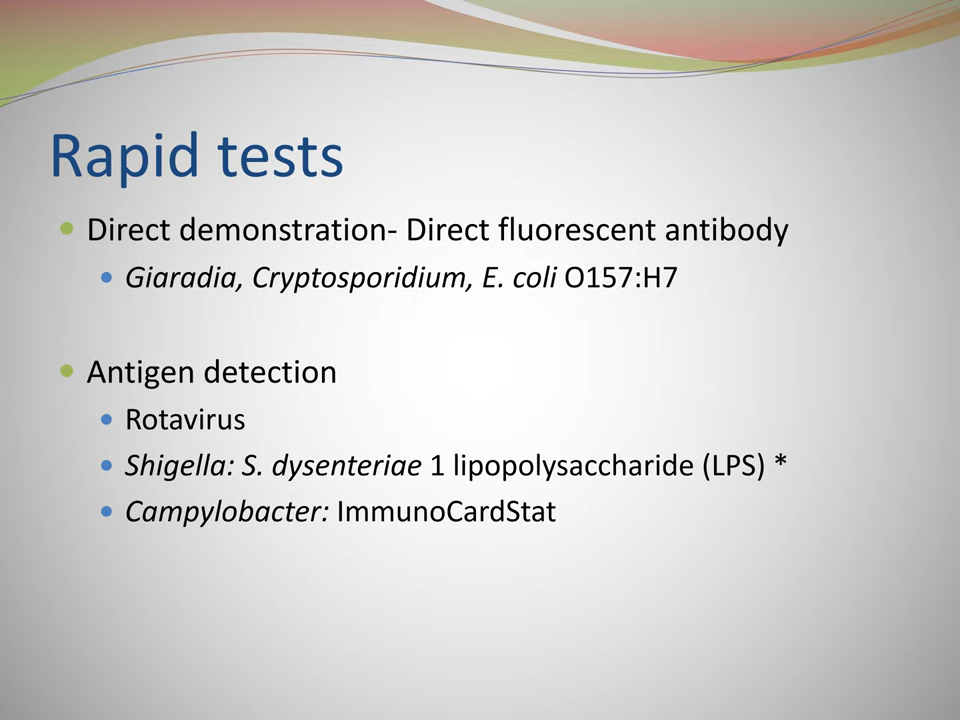 Rapid tests
Direct demonstration- Direct fluorescent antibody
Giaradia, Cryptosporidium, E. coli O157:H7
Antigen detection
Rotavirus
Shigella: S. dysenteriae 1 lipopolysaccharide (LPS) *
Campylobacter: ImmunoCardStat